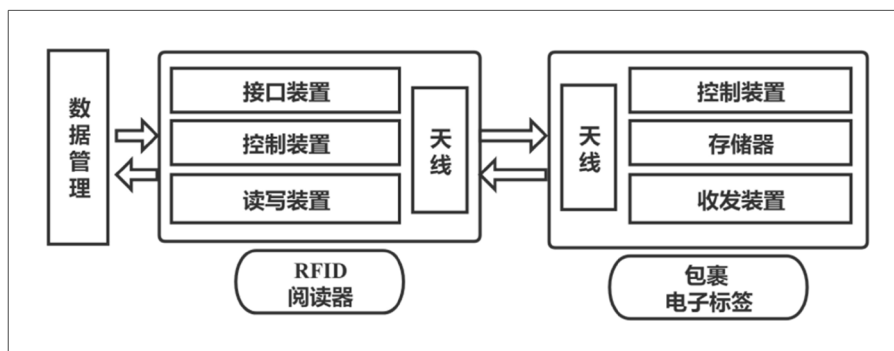 数据管理
接口装置
控制装置
读写装置
天线
RFID
阅读器
天线
控制装置
存储器
收发装置
包裹
电子标签